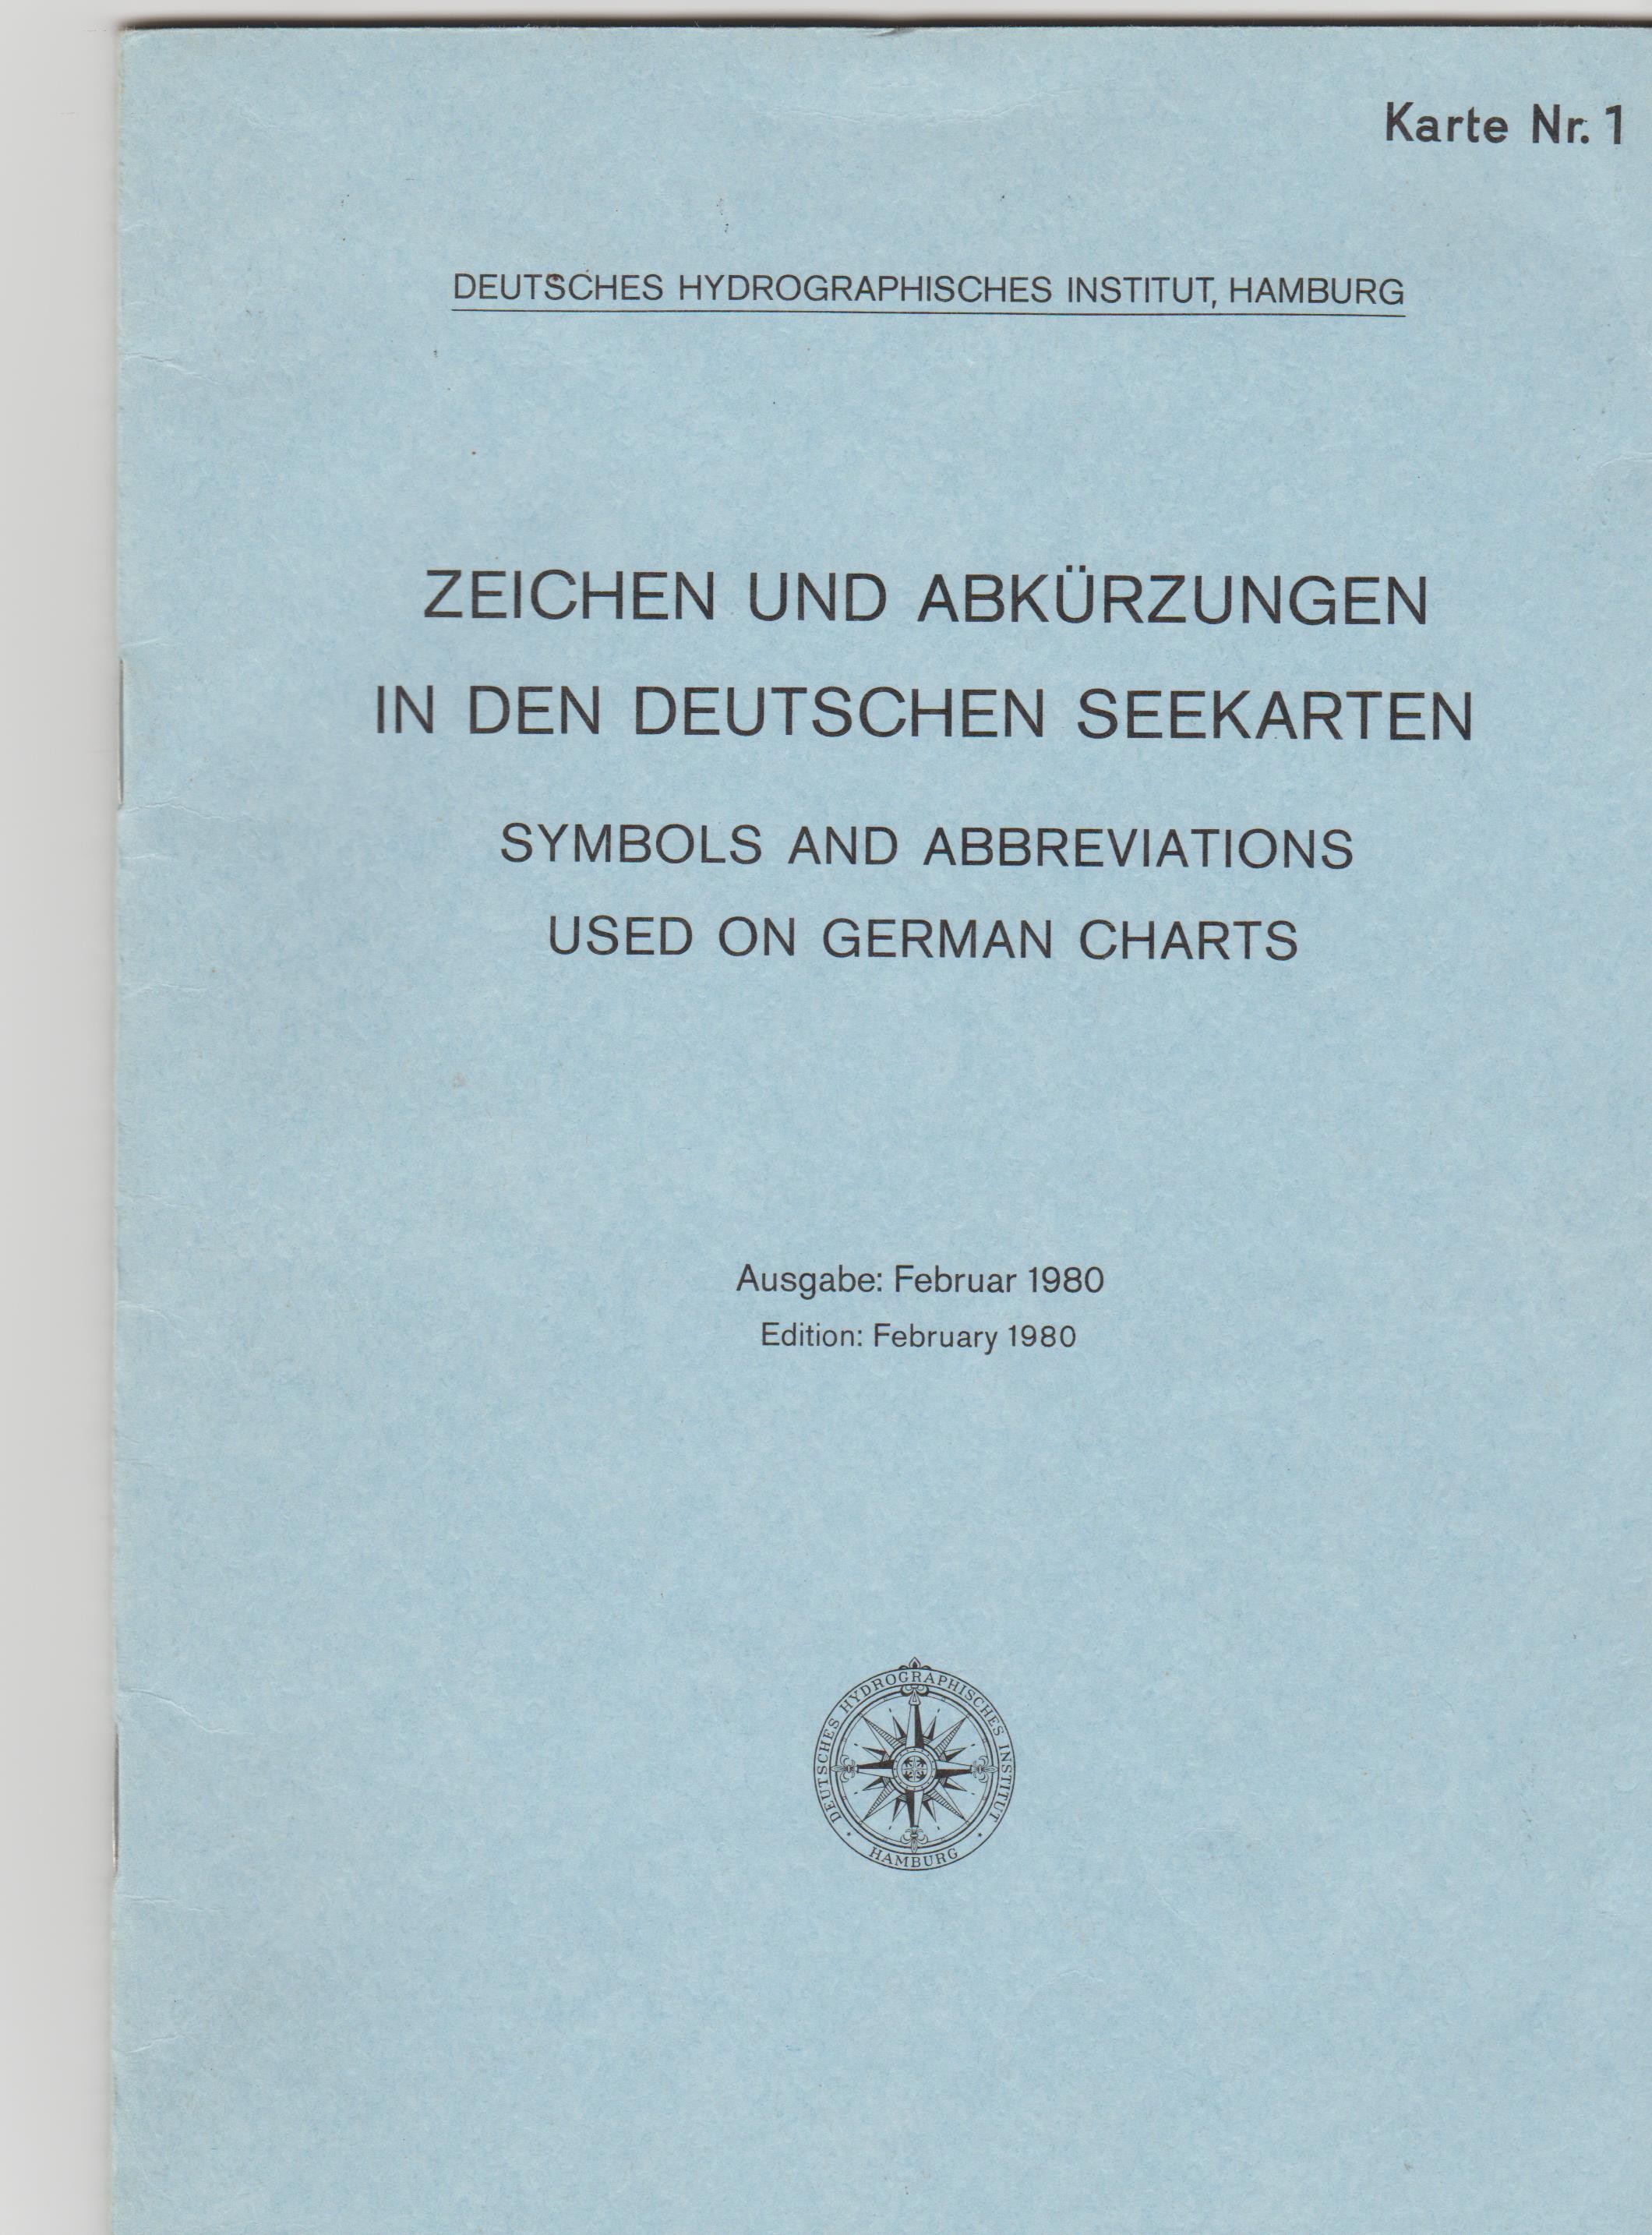 Karte Nr. 1
DEUTSCHES HYDROGRAPHISCHES INSTITUT, HAMBURG
ZEICHEN UND ABKÜRZUNGEN
IN DEN DEUTSCHEN SEEKARTEN
SYMBOLS AND ABBREVIATIONS
USED ON GERMAN CHARTS
Ausgabe: Februar 1980
Edition: February 1980
DEUTSCHES HYDROGRAPHISCHES INSTITUT
• HAMBURG •